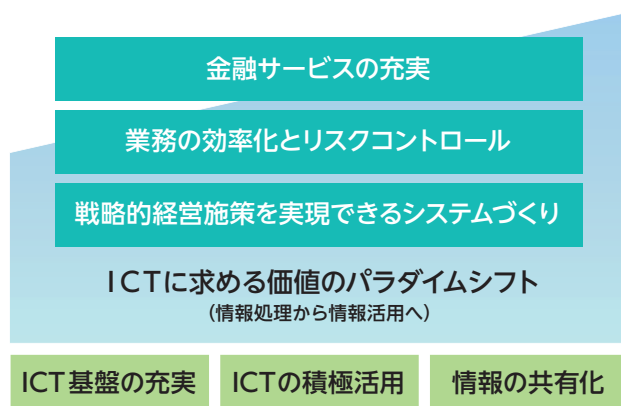 金融サービスの充実
業務の効率化とリスクコントロール
戦略的経営施策を実現できるシステムづくり
ICTに求める価値のパラダイムシフト
(情報処理から情報活用へ)
ICT基盤の充実
ICTの積極活用
情報の共有化